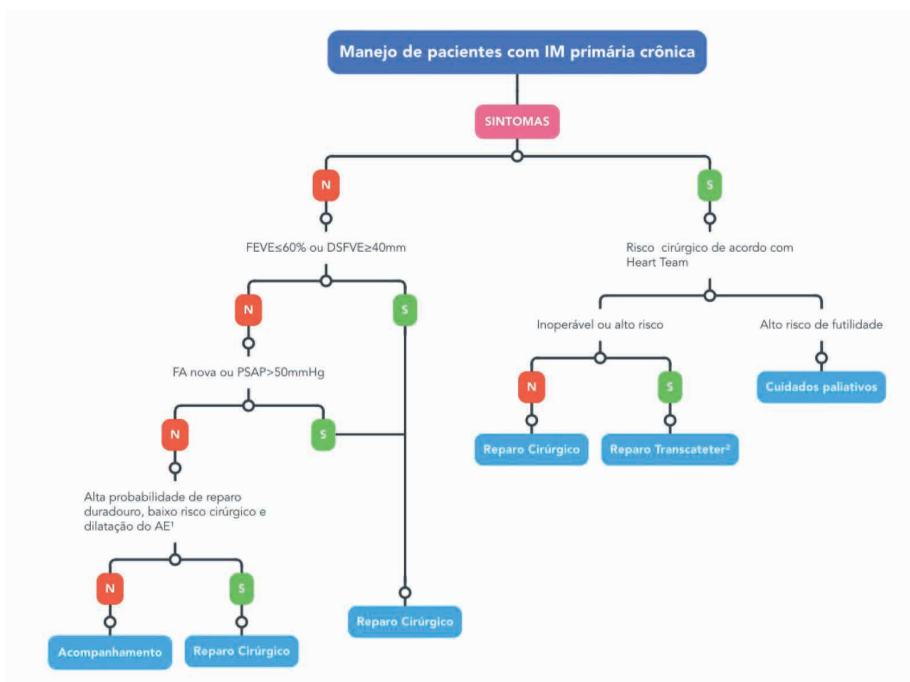 Manejo de pacientes com IM primária crônica
SINTOMAS
N
S
FEVE≤60% ou DSFVE≥40mm
Risco cirúrgico de acordo com
Heart Team
N
S
Inoperável ou alto risco
Alto risco de futilidade
FA nova ou PSAP>50mmHg
N
S
Cuidados paliativos
N
S
Reparo Cirúrgico
Reparo Transcateter²
Alta probabilidade de reparo
duradouro, baixo risco cirúrgico e
dilatação do AE¹
N
S
Reparo Cirúrgico
Acompanhamento
Reparo Cirúrgico